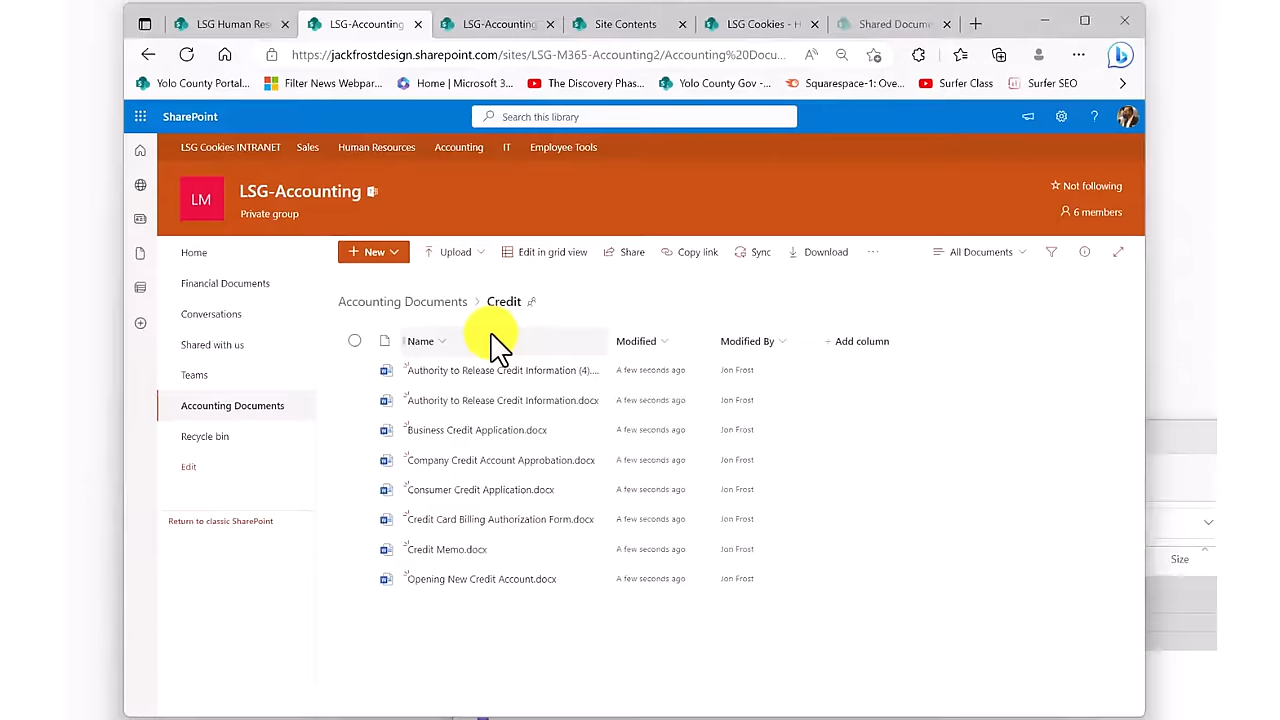 LSG Human Res
LSG-Accounting
LSG-Accounting
Site Contents
LSG Cookies - H
Shared Docum
https://jackfrostdesign.sharepoint.com/sites/LSG-M365-Accounting2/Accounting%20Docu...
Yolo County Portal...
Filter News Webpar...
Home | Microsoft 3...
The Discovery Phas...
Yolo County Gov -...
Squarespace-1: Ove...
Surfer Class
Surfer SEO
SharePoint
Search this library
LSG Cookies INTRANET
Sales
Human Resources
Accounting
IT
Employee Tools
LM
LSG-Accounting
Private group
Not following
6 members
Home
Financial Documents
Conversations
Shared with us
Teams
Accounting Documents
Recycle bin
Edit
Return to classic SharePoint
+ New
Upload
Edit in grid view
Share
Copy link
Sync
Download
...
All Documents
Accounting Documents > Credit
Name
Modified
Modified By
+ Add column
Authority to Release Credit Information (4)....
A few seconds ago
Jon Frost
Authority to Release Credit Information.docx
A few seconds ago
Jon Frost
Business Credit Application.docx
A few seconds ago
Jon Frost
Company Credit Account Approbation.docx
A few seconds ago
Jon Frost
Consumer Credit Application.docx
A few seconds ago
Jon Frost
Credit Card Billing Authorization Form.docx
A few seconds ago
Jon Frost
Credit Memo.docx
A few seconds ago
Jon Frost
Opening New Credit Account.docx
A few seconds ago
Jon Frost
Size